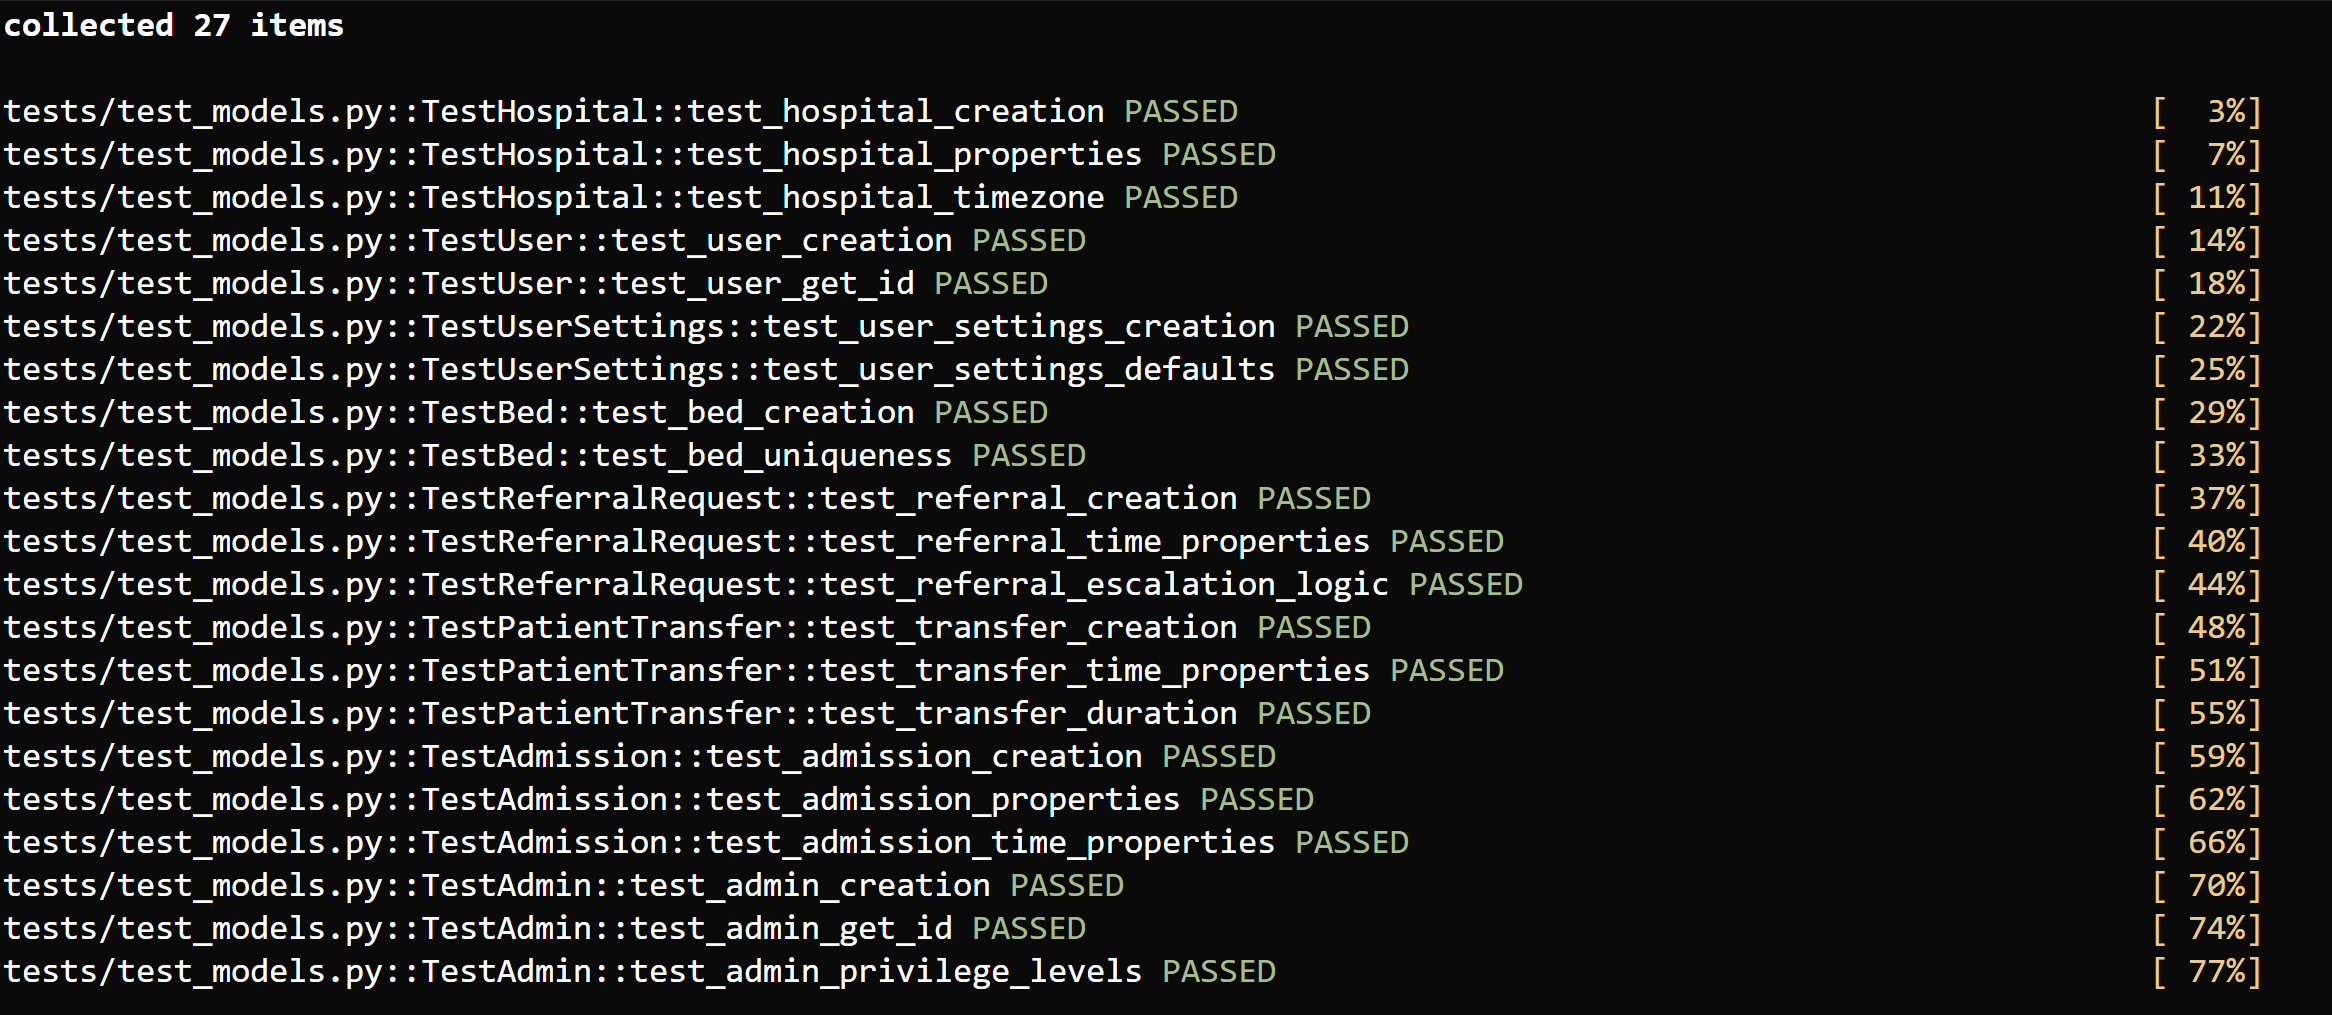 collected 27 items
tests/test_models.py::TestHospital::test_hospital_creation PASSED [  3%]
tests/test_models.py::TestHospital::test_hospital_properties PASSED [  7%]
tests/test_models.py::TestHospital::test_hospital_timezone PASSED [ 11%]
tests/test_models.py::TestUser::test_user_creation PASSED [ 14%]
tests/test_models.py::TestUser::test_user_get_id PASSED [ 18%]
tests/test_models.py::TestUserSettings::test_user_settings_creation PASSED [ 22%]
tests/test_models.py::TestUserSettings::test_user_settings_defaults PASSED [ 25%]
tests/test_models.py::TestBed::test_bed_creation PASSED [ 29%]
tests/test_models.py::TestBed::test_bed_uniqueness PASSED [ 33%]
tests/test_models.py::TestReferralRequest::test_referral_creation PASSED [ 37%]
tests/test_models.py::TestReferralRequest::test_referral_time_properties PASSED [ 40%]
tests/test_models.py::TestReferralRequest::test_referral_escalation_logic PASSED [ 44%]
tests/test_models.py::TestPatientTransfer::test_transfer_creation PASSED [ 48%]
tests/test_models.py::TestPatientTransfer::test_transfer_time_properties PASSED [ 51%]
tests/test_models.py::TestPatientTransfer::test_transfer_duration PASSED [ 55%]
tests/test_models.py::TestAdmission::test_admission_creation PASSED [ 59%]
tests/test_models.py::TestAdmission::test_admission_properties PASSED [ 62%]
tests/test_models.py::TestAdmission::test_admission_time_properties PASSED [ 66%]
tests/test_models.py::TestAdmin::test_admin_creation PASSED [ 70%]
tests/test_models.py::TestAdmin::test_admin_get_id PASSED [ 74%]
tests/test_models.py::TestAdmin::test_admin_privilege_levels PASSED [ 77%]